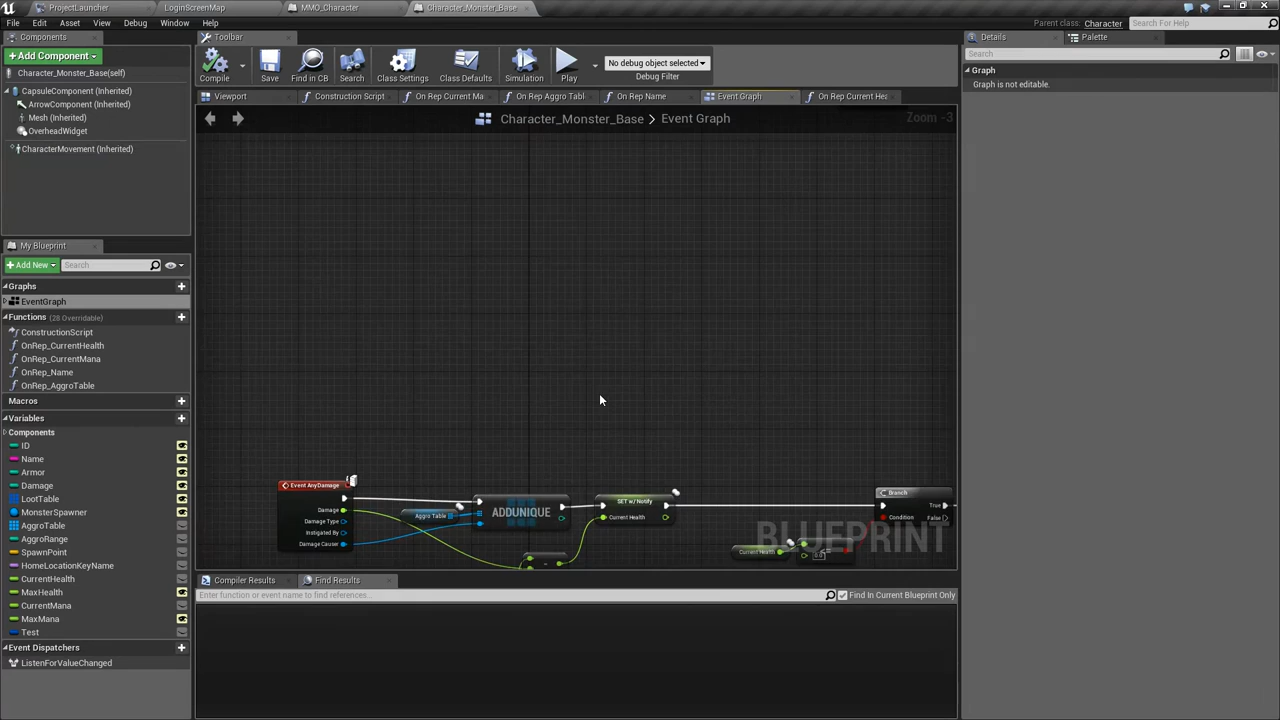 ProjectLauncher
LoginScreenMap
MMO_Character
Character_Monster_Base*
File Edit Asset View Debug Window Help
Parent class: Character
Search For Help
Components
Toolbar
Details
Palette
+Add Component
Compile
Save
Find in CB
Search
Class Settings
Class Defaults
Simulation
Play
No debug object selected
Debug Filter
Search
Graph
Graph is not editable.
Character_Monster_Base(self)
CapsuleComponent (Inherited)
ArrowComponent (Inherited)
Mesh (Inherited)
OverheadWidget
CharacterMovement (Inherited)
Viewport
Construction Script
On Rep Current Ma
On Rep Aggro Tabl
On Rep Name
Event Graph
On Rep Current Hea
Character_Monster_Base > Event Graph
Zoom -3
My Blueprint
+Add New
Search
Graphs
EventGraph
Functions (28 Overridable)
ConstructionScript
OnRep_CurrentHealth
OnRep_CurrentMana
OnRep_Name
OnRep_AggroTable
Macros
Variables
Components
ID
Name
Armor
Damage
LootTable
MonsterSpawner
AggroTable
AggroRange
SpawnPoint
HomeLocationKeyName
CurrentHealth
MaxHealth
CurrentMana
MaxMana
Test
Event Dispatchers
ListenForValueChanged
Event AnyDamage
Damage
Damage Type
Instigated By
Damage Causer
Aggro Table
ADDUNIQUE
SET w/ Notify
Current Health
Branch
True
Condition
False
Current Health
BLUEPRINT
Compiler Results
Find Results
Enter function or event name to find references...
Find In Current Blueprint Only